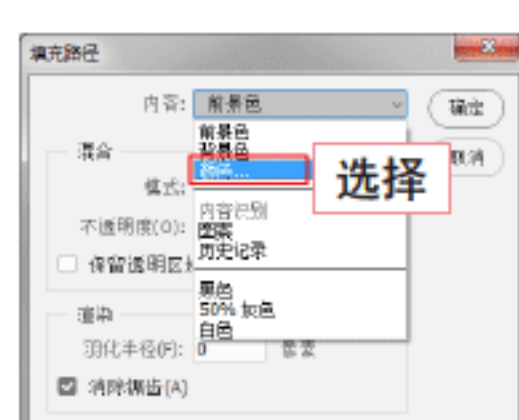 填充路径
内容: 前景色
确定
前景色
背景色
颜色...
选择
取消
混合
模式:
内容识别
不透明度(O):
图案
历史记录
保留透明区
黑色
50% 灰色
白色
渲染
羽化半径(F): 0 像素
消除锯齿(A)